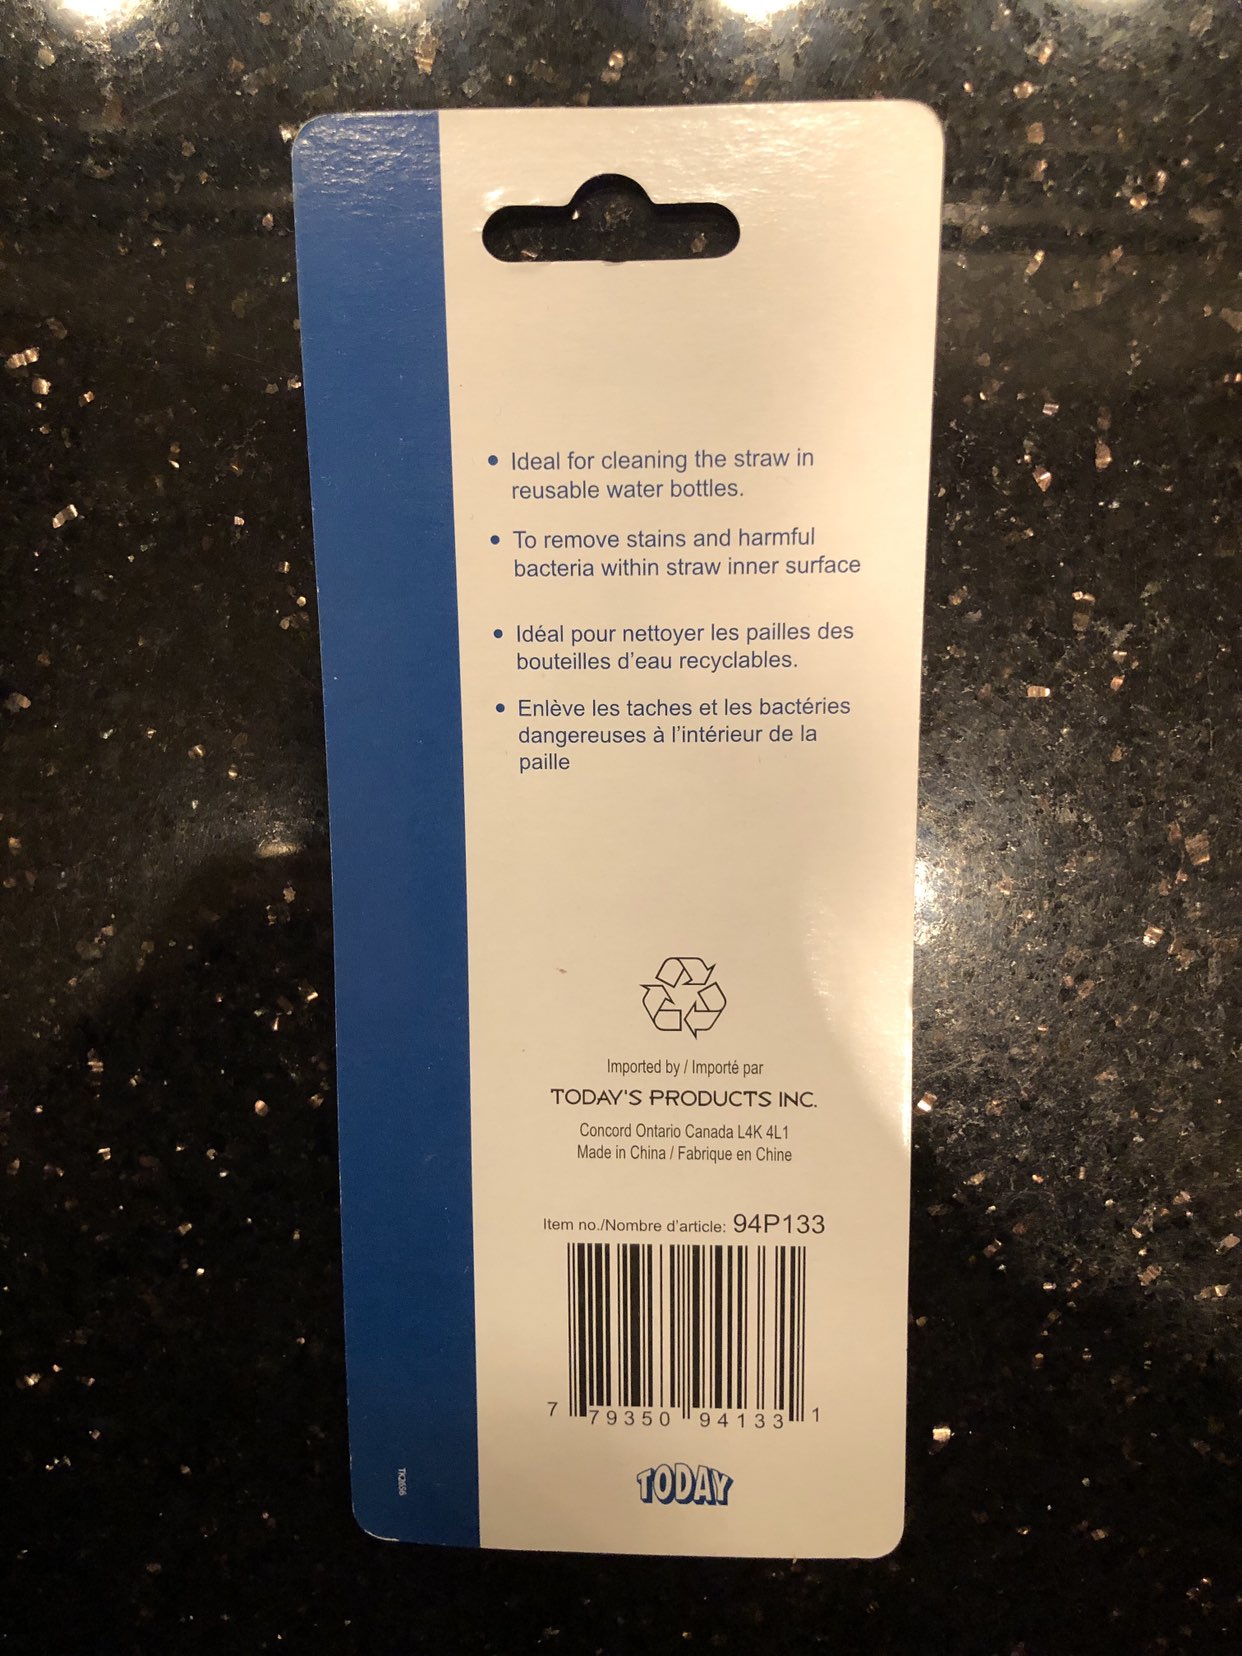 • Ideal for cleaning the straw in
reusable water bottles.
• To remove stains and harmful
bacteria within straw inner surface
• Idéal pour nettoyer les pailles des
bouteilles d'eau recyclables.
• Enlève les taches et les bactéries
dangereuses à l'intérieur de la
paille
Imported by / Importé par
TODAY'S PRODUCTS INC.
Concord Ontario Canada L4K 4L1
Made in China / Fabrique en Chine
Item no./Nombre d'article: 94P133
7 79350 94133 1
TODAY